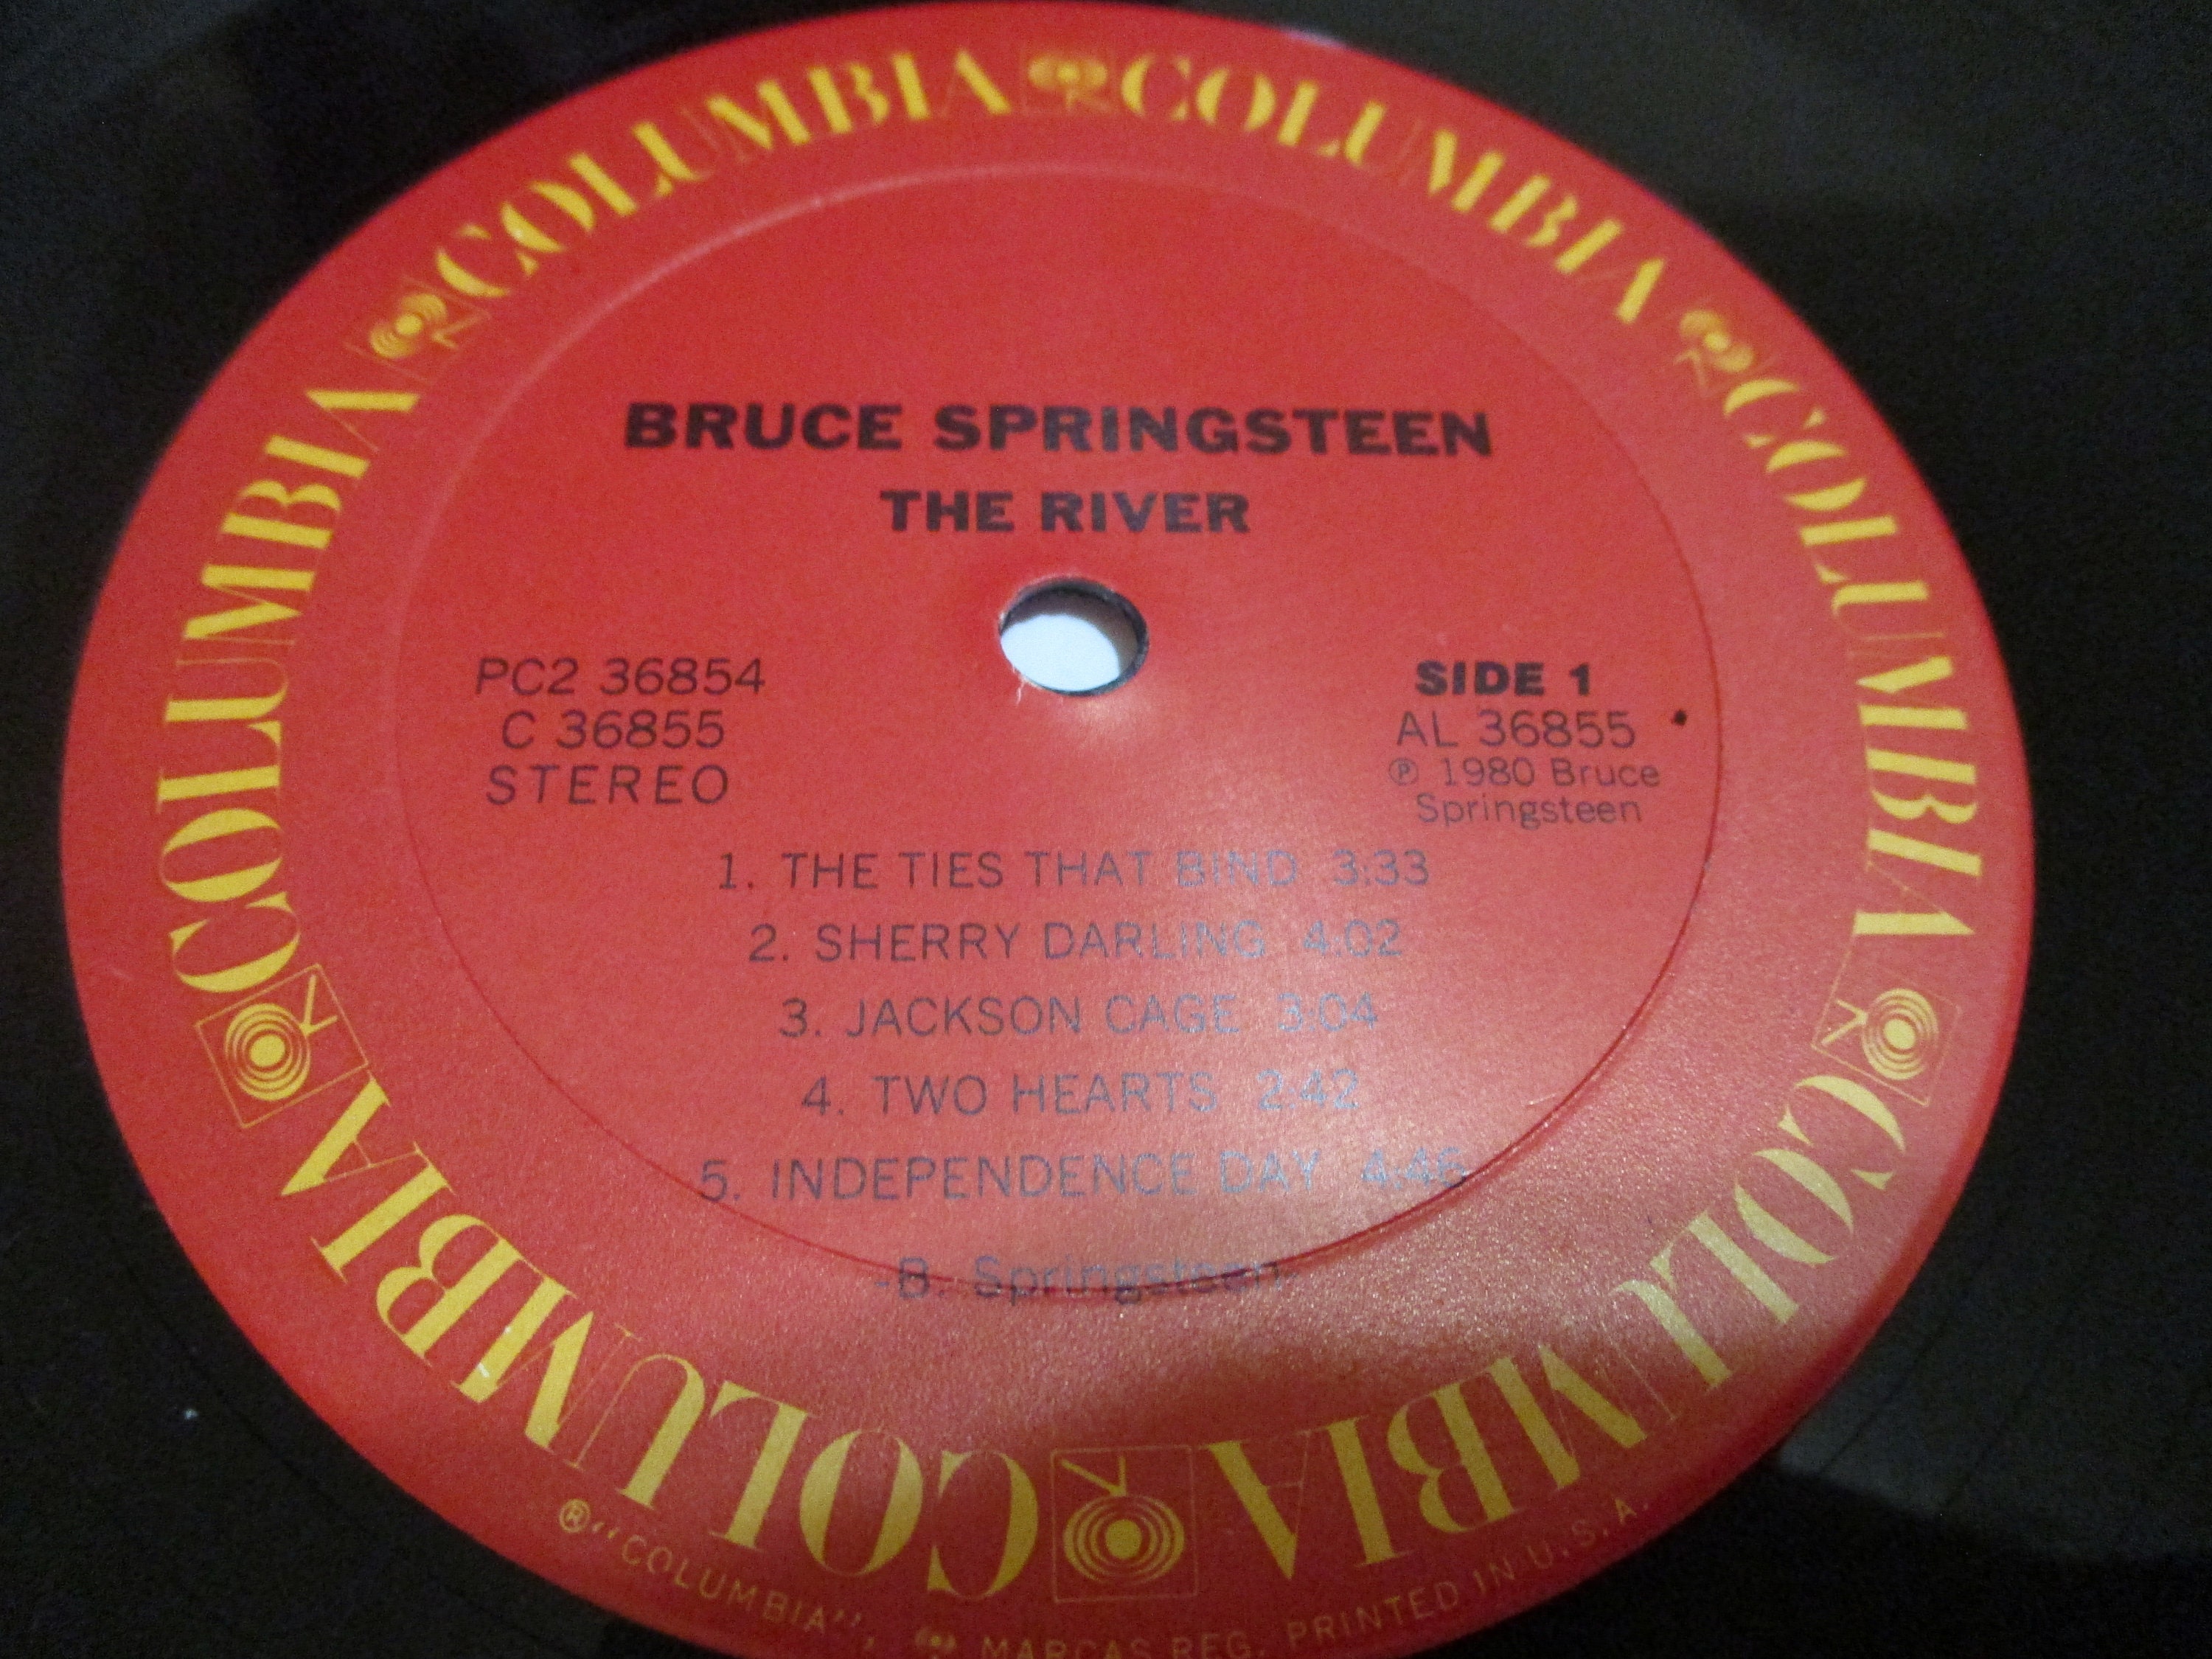 COLUMBIA COLUMBIA COLUMBIA COLUMBIA COLUMBIA COLUMBIA
BRUCE SPRINGSTEEN
THE RIVER
PC2 36854
C 36855
STEREO
SIDE 1
AL 36855
℗ 1980 Bruce
Springsteen
1. THE TIES THAT BIND 3:33
2. SHERRY DARLING 4:02
3. JACKSON CAGE 3:04
4. TWO HEARTS 2:42
5. INDEPENDENCE DAY 4:46
-B. Springsteen-
® "COLUMBIA", MARCAS REG. PRINTED IN U.S.A.